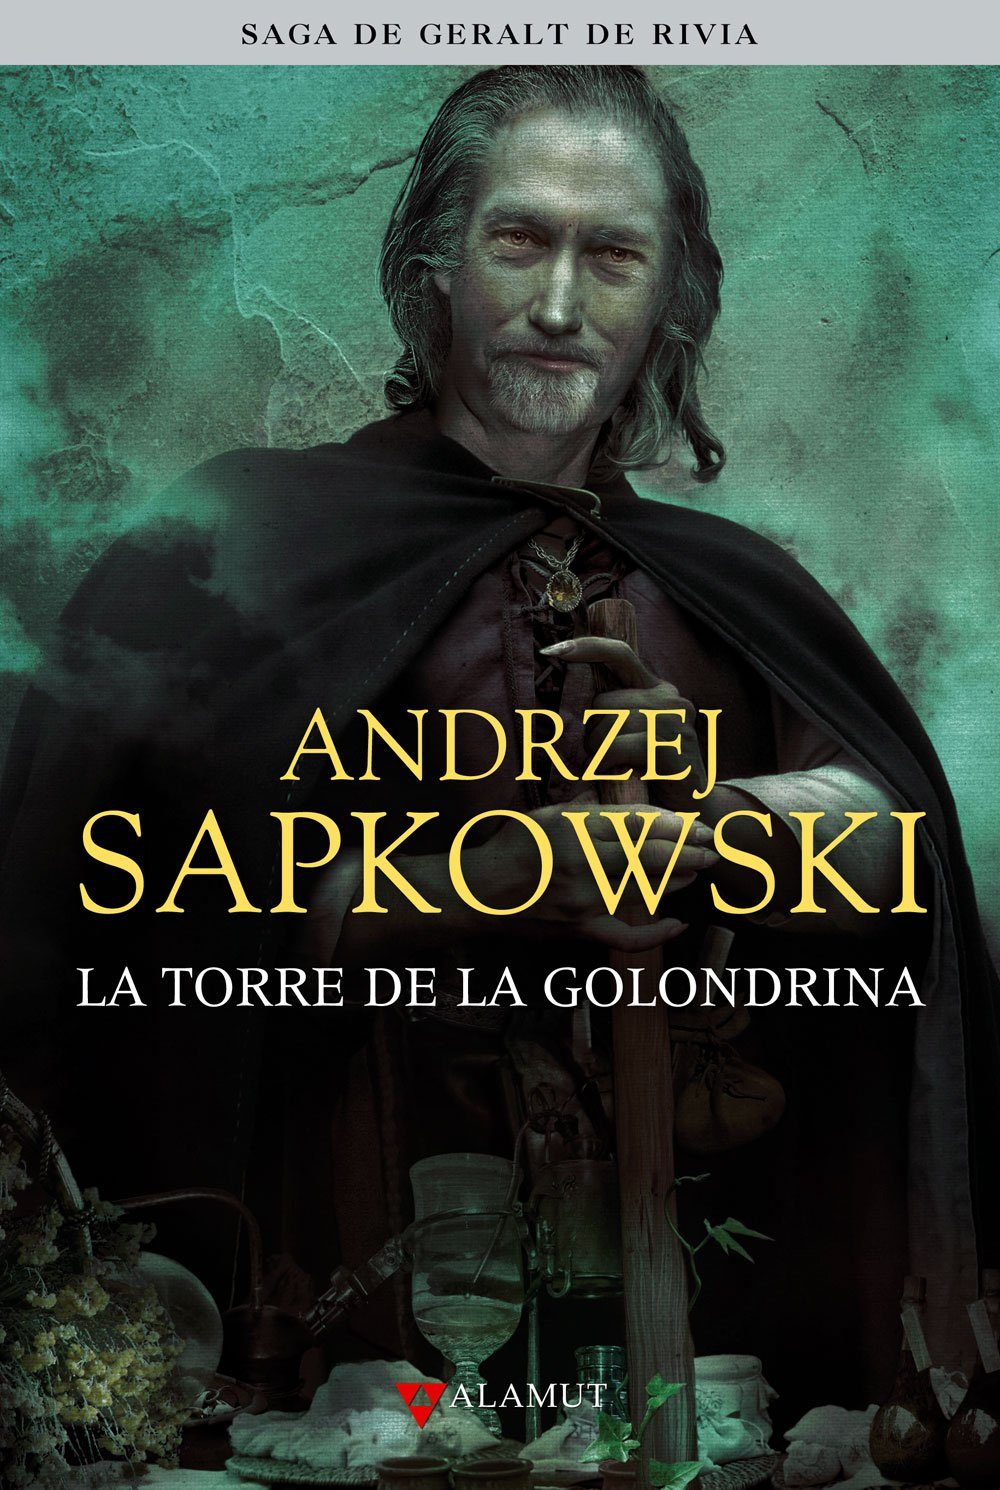 SAGA DE GERALT DE RIVIA
ANDRZEJ
SAPKOWSKI
LA TORRE DE LA GOLONDRINA
ALAMUT